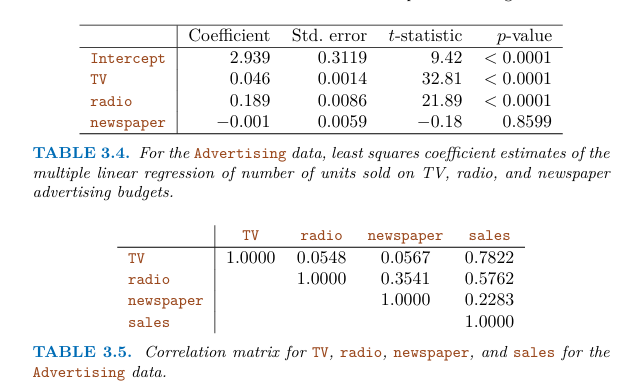 Coefficient Std. error t-statistic p-value
Intercept 2.939 0.3119 9.42 < 0.0001
TV 0.046 0.0014 32.81 < 0.0001
radio 0.189 0.0086 21.89 < 0.0001
newspaper −0.001 0.0059 −0.18 0.8599
TABLE 3.4. For the Advertising data, least squares coefficient estimates of the
multiple linear regression of number of units sold on TV, radio, and newspaper
advertising budgets.
TV radio newspaper sales
TV 1.0000 0.0548 0.0567 0.7822
radio 1.0000 0.3541 0.5762
newspaper 1.0000 0.2283
sales 1.0000
TABLE 3.5. Correlation matrix for TV, radio, newspaper, and sales for the
Advertising data.